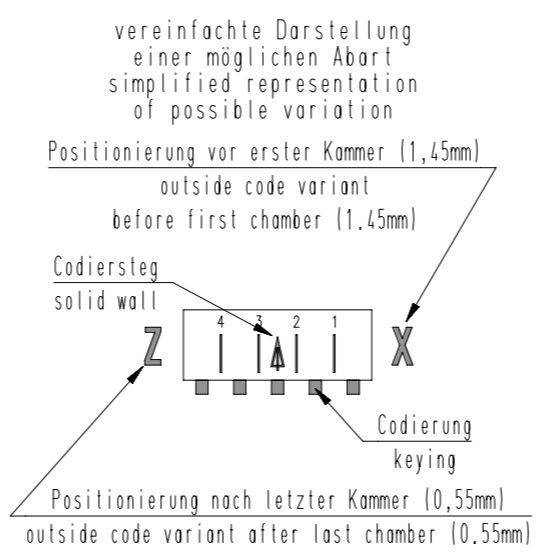 vereinfachte Darstellung
einer möglichen Abart
simplified representation
of possible variation
Positionierung vor erster Kammer (1,45mm)
outside code variant
before first chamber (1,45mm)
Codiersteg
solid wall
4 3 2 1
Z X
Codierung
keying
Positionierung nach letzter Kammer (0,55mm)
outside code variant after last chamber (0,55mm)